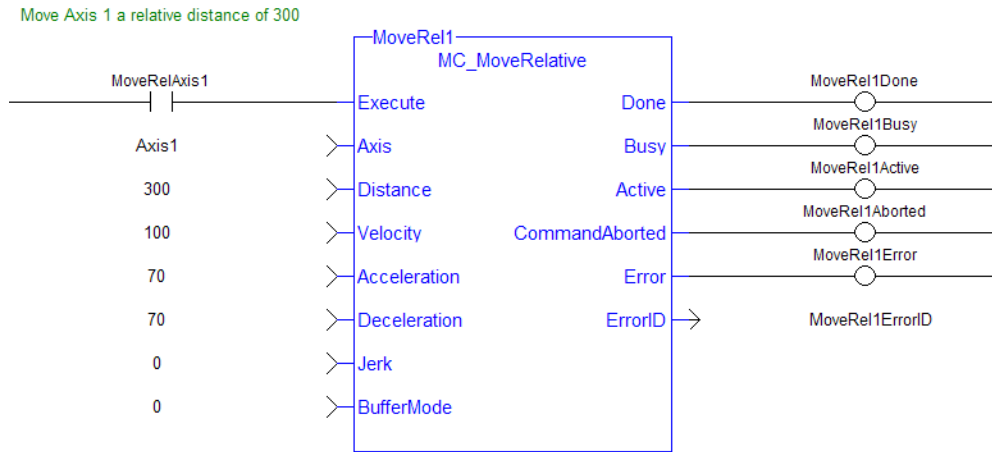 Move Axis 1 a relative distance of 300
MoveRel1
MC_MoveRelative
MoveRelAxis1
Execute
Done
MoveRel1Done
Axis1
Axis
Busy
MoveRel1Busy
300
Distance
Active
MoveRel1Active
100
Velocity
CommandAborted
MoveRel1Aborted
70
Acceleration
Error
MoveRel1Error
70
Deceleration
ErrorID
MoveRel1ErrorID
0
Jerk
0
BufferMode